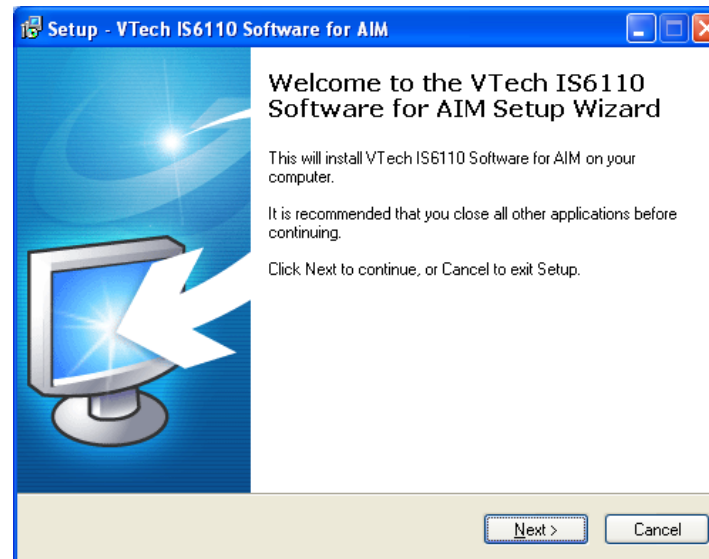 Setup - VTech IS6110 Software for AIM
Welcome to the VTech IS6110
Software for AIM Setup Wizard
This will install VTech IS6110 Software for AIM on your
computer.
It is recommended that you close all other applications before
continuing.
Click Next to continue, or Cancel to exit Setup.
Next >
Cancel